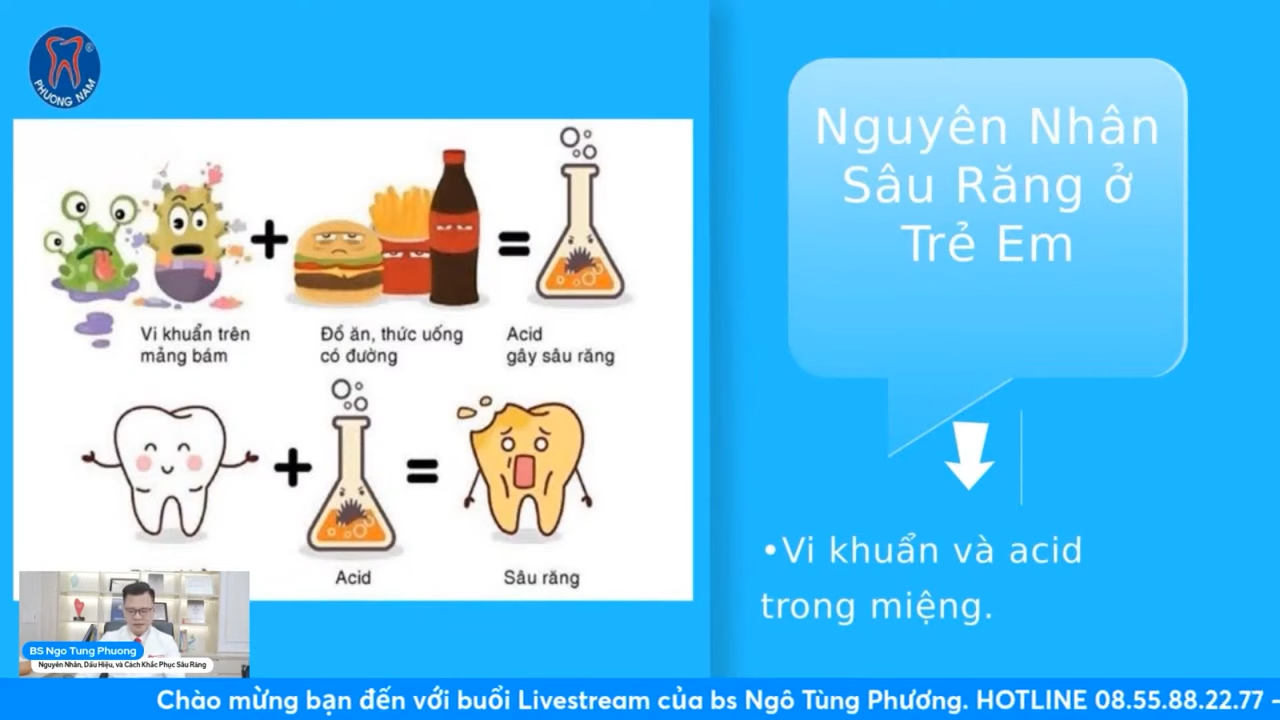 PHUONG NAM
®
Nguyên Nhân
Sâu Răng ở
Trẻ Em
Vi khuẩn trên
mảng bám
Đồ ăn, thức uống
có đường
Acid
gây sâu răng
Acid
Sâu răng
•Vi khuẩn và acid
trong miệng.
BS Ngo Tung Phuong
Nguyên Nhân, Dấu Hiệu, và Cách Khắc Phục Sâu Răng
Chào mừng bạn đến với buổi Livestream của bs Ngô Tùng Phương. HOTLINE 08.55.88.22.77 -